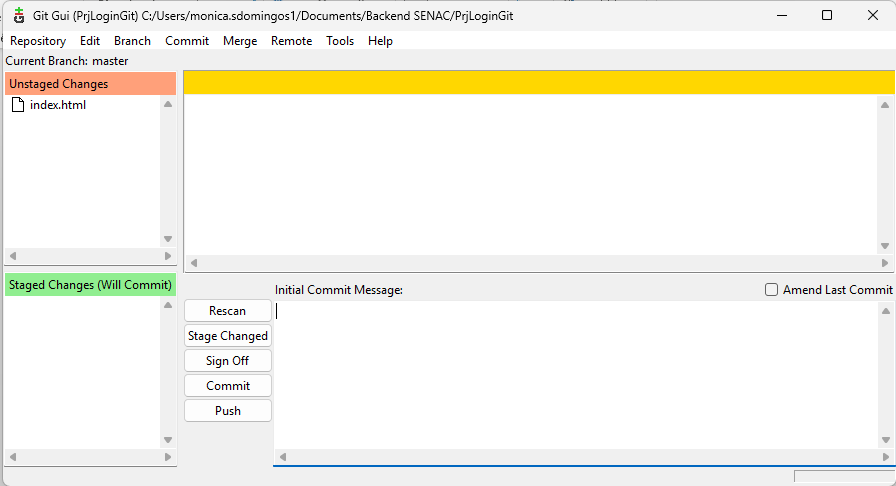 Git Gui (PrjLoginGit) C:/Users/monica.sdomingos1/Documents/Backend SENAC/PrjLoginGit
Repository Edit Branch Commit Merge Remote Tools Help
Current Branch: master
Unstaged Changes
index.html
Staged Changes (Will Commit)
Initial Commit Message:
Amend Last Commit
Rescan
Stage Changed
Sign Off
Commit
Push